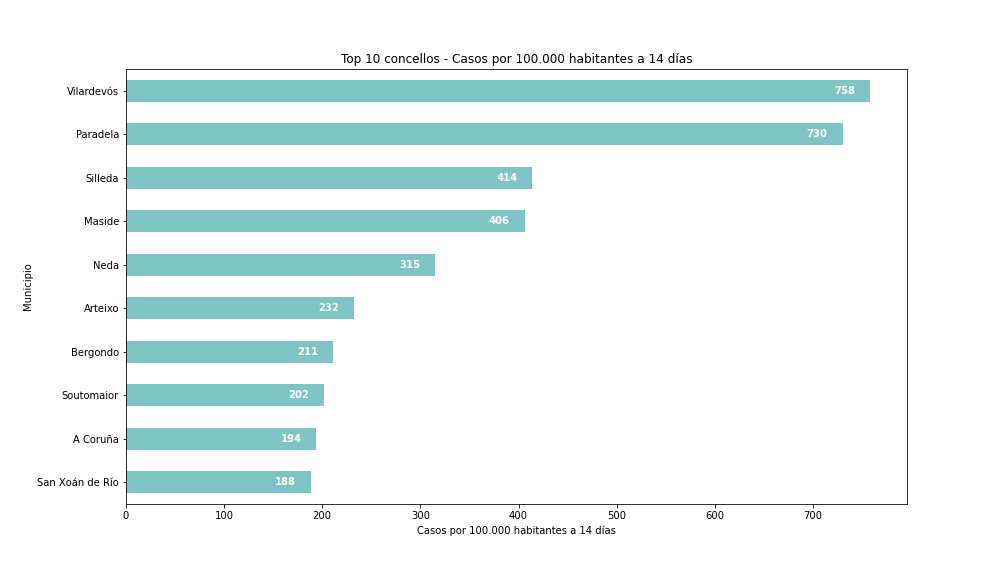 Top 10 concellos - Casos por 100.000 habitantes a 14 días
Municipio
Vilardevós 758
Paradela 730
Silleda 414
Maside 406
Neda 315
Arteixo 232
Bergondo 211
Soutomaior 202
A Coruña 194
San Xoán de Río 188
0 100 200 300 400 500 600 700
Casos por 100.000 habitantes a 14 días